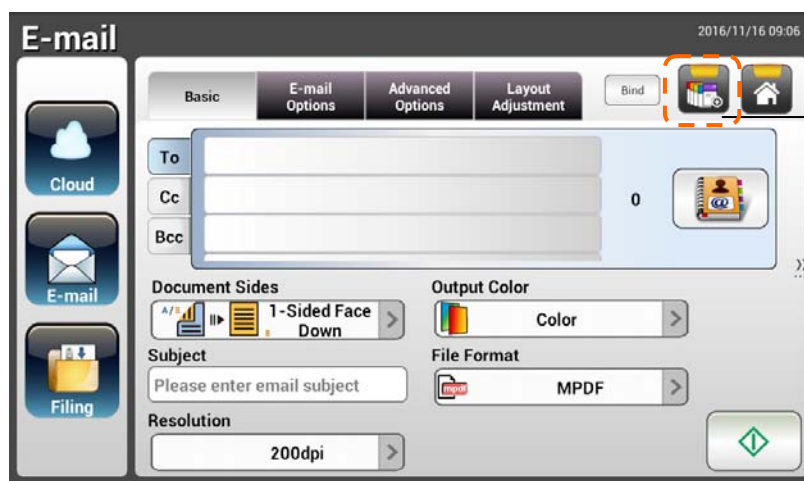 E-mail
2016/11/16 09:06
Basic
E-mail
Options
Advanced
Options
Layout
Adjustment
Bind
To
Cc
Bcc
0
@
Cloud
E-mail
Filing
Document Sides
1-Sided Face
Down
Output Color
Color
Subject
Please enter email subject
File Format
mpdf
MPDF
Resolution
200dpi